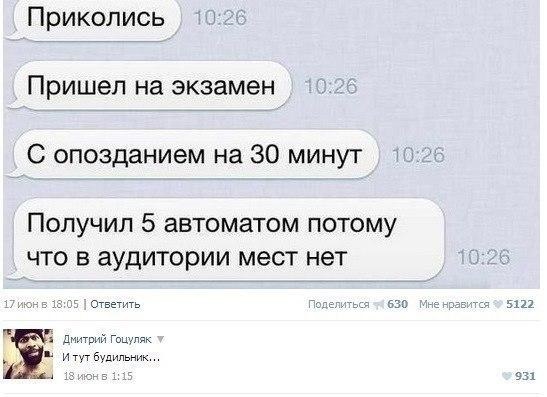 Приколись 10:26
Пришел на экзамен 10:26
С опозданием на 30 минут 10:26
Получил 5 автоматом потому
что в аудитории мест нет 10:26
17 июн в 18:05 | Ответить Поделиться 630 Мне нравится 5122
Дмитрий Гоцуляк
И тут будильник...
18 июн в 1:15 931